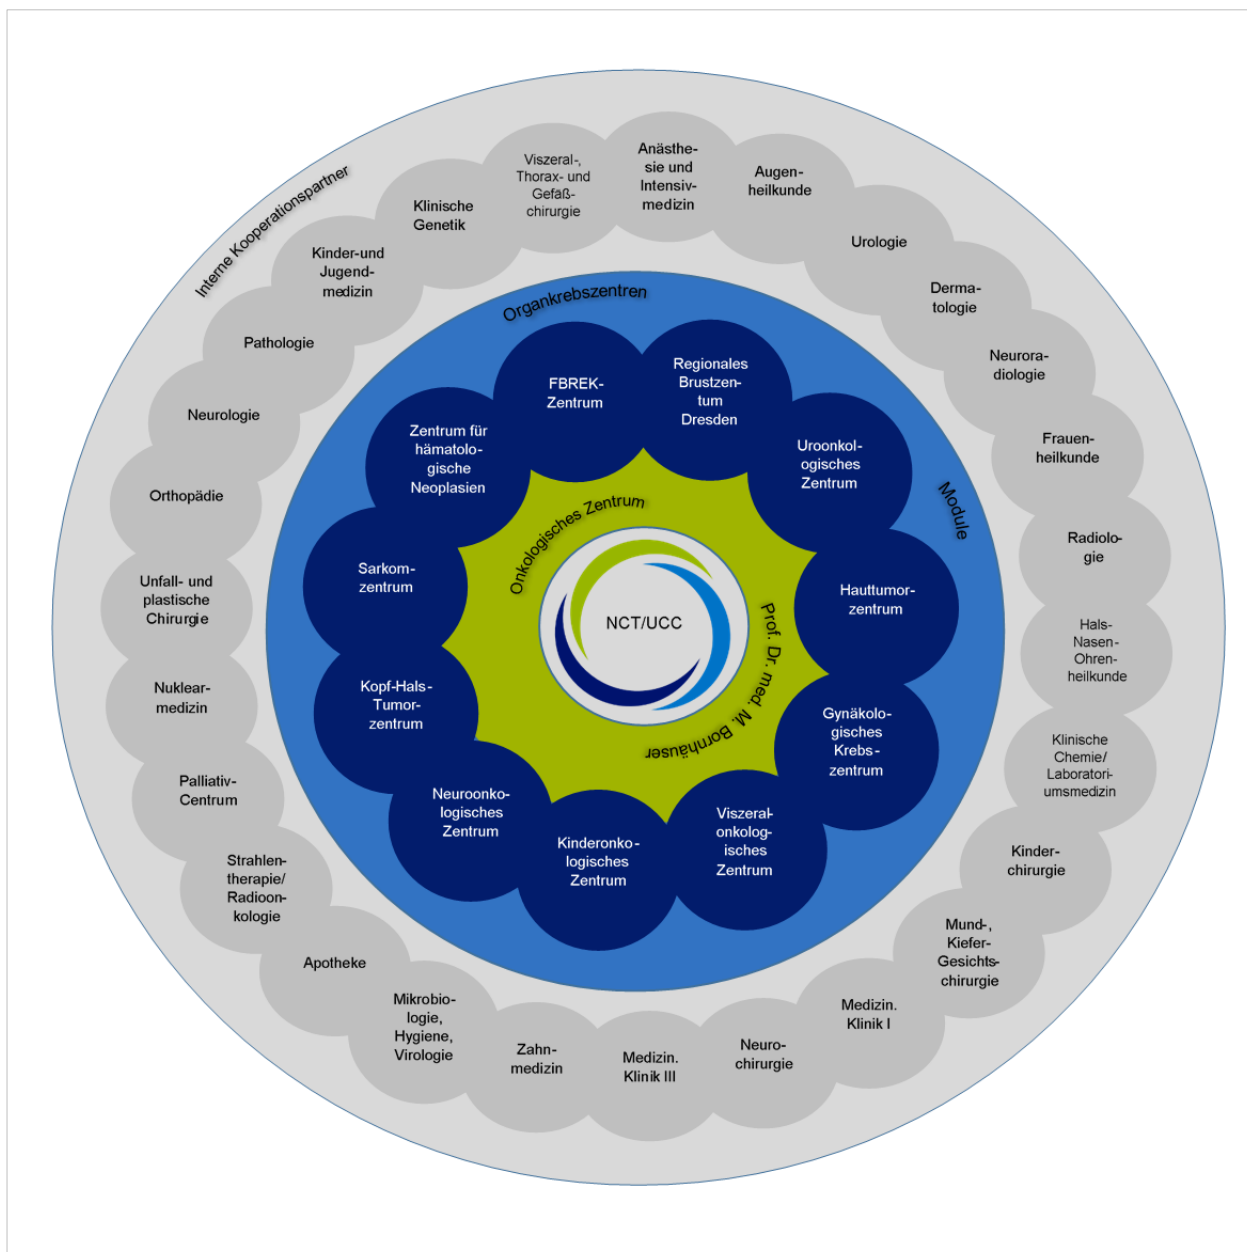 Interne Kooperationspartner
Anästhe-
sie und
Intensiv-
medizin
Augen-
heilkunde
Urologie
Derma-
tologie
Neurora-
diologie
Frauen-
heilkunde
Radiolo-
gie
Hals-
Nasen-
Ohren-
heilkunde
Klinische
Chemie/
Laboratori-
umsmedizin
Kinder-
chirurgie
Mund-,
Kiefer-
Gesichts-
chirurgie
Medizin.
Klinik I
Neuro-
chirurgie
Medizin.
Klinik III
Zahn-
medizin
Mikrobio-
logie,
Hygiene,
Virologie
Apotheke
Strahlen-
therapie/
Radioon-
kologie
Palliativ-
Centrum
Nuklear-
medizin
Unfall- und
plastische
Chirurgie
Orthopädie
Neurologie
Pathologie
Kinder-und
Jugend-
medizin
Klinische
Genetik
Viszeral-,
Thorax- und
Gefäß-
chirurgie
Organkrebszentren
Module
FBREK-
Zentrum
Regionales
Brustzen-
tum
Dresden
Uroonkol-
ogisches
Zentrum
Hauttumor-
zentrum
Gynäkolo-
gisches
Krebs-
zentrum
Viszeral-
onkolog-
isches
Zentrum
Kinderonko-
logisches
Zentrum
Neuroonko-
logisches
Zentrum
Kopf-Hals-
Tumor-
zentrum
Sarkom-
zentrum
Zentrum für
hämatolo-
gische
Neoplasien
Onkologisches Zentrum
Prof. Dr. med. M. Bornhäuser
NCT/UCC